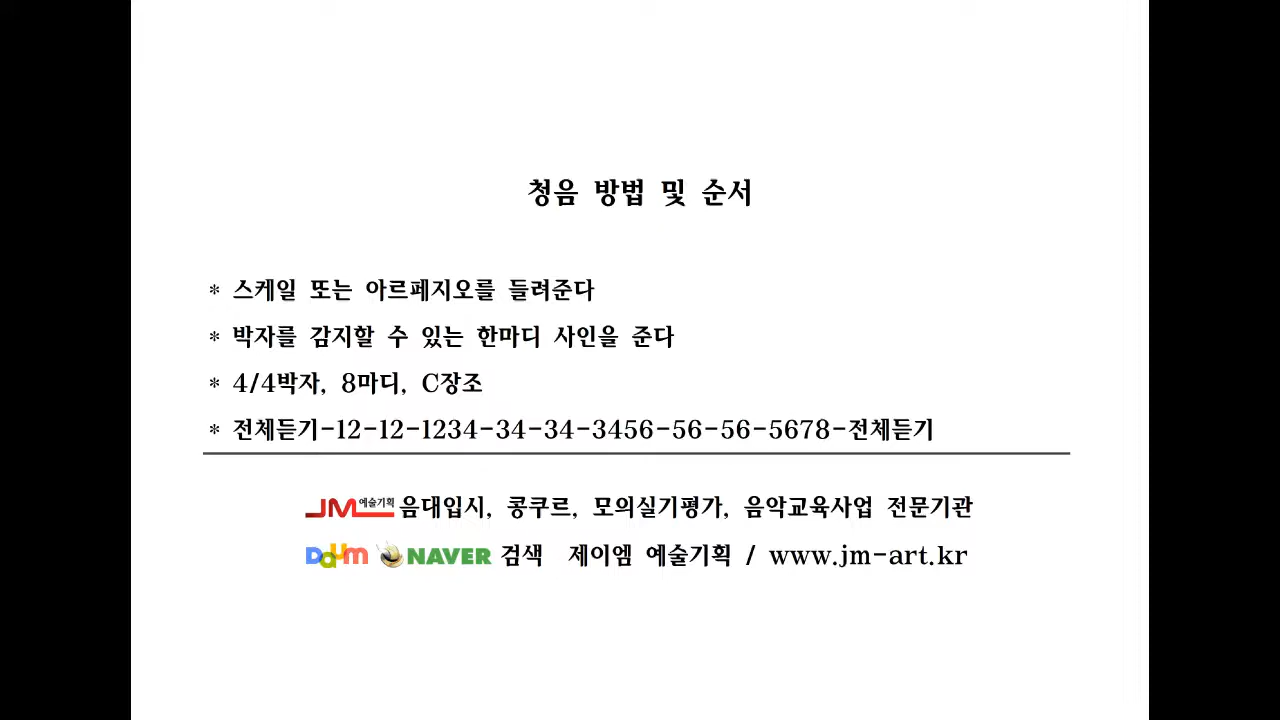 청음 방법 및 순서
* 스케일 또는 아르페지오를 들려준다
* 박자를 감지할 수 있는 한마디 사인을 준다
* 4/4박자, 8마디, C장조
* 전체듣기-12-12-1234-34-34-3456-56-56-5678-전체듣기
JM예술기획 음대입시, 콩쿠르, 모의실기평가, 음악교육사업 전문기관
Daum NAVER 검색 제이엠 예술기획 / www.jm-art.kr